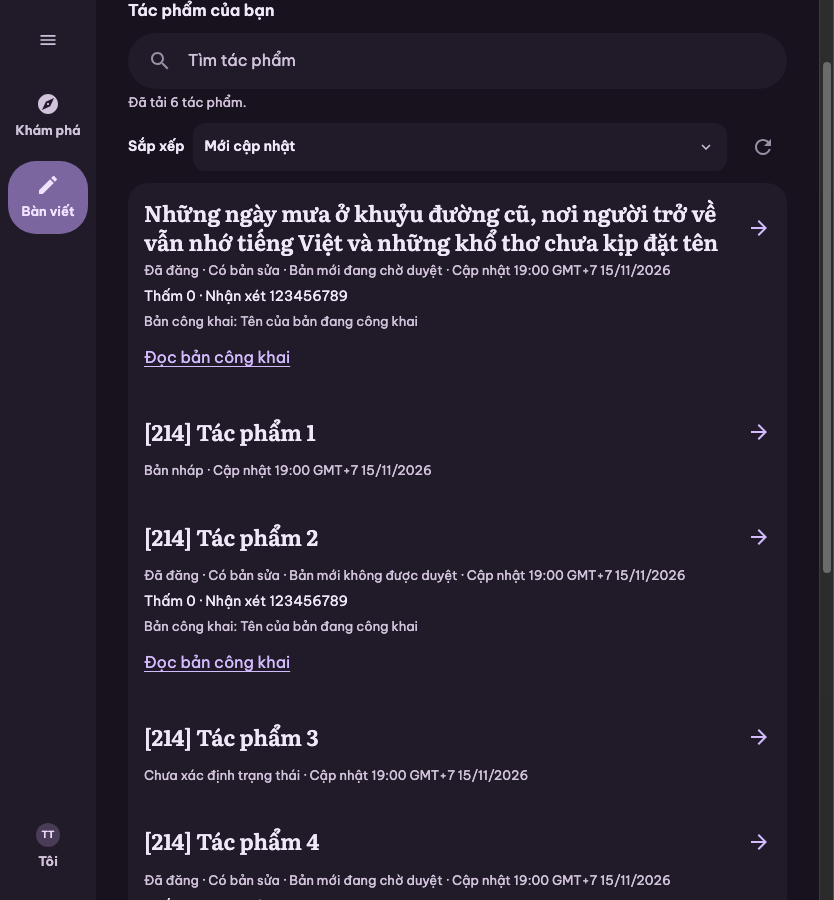 Tác phẩm của bạn
Tìm tác phẩm
Khám phá
Đã tải 6 tác phẩm.
Sắp xếp
Mới cập nhật
Bàn viết
Những ngày mưa ở khuỷu đường cũ, nơi người trở về
vẫn nhớ tiếng Việt và những khổ thơ chưa kịp đặt tên
Đã đăng · Có bản sửa · Bản mới đang chờ duyệt · Cập nhật 19:00 GMT+7 15/11/2026
Thấm 0 · Nhận xét 123456789
Bản công khai: Tên của bản đang công khai
Đọc bản công khai
[214] Tác phẩm 1
Bản nháp · Cập nhật 19:00 GMT+7 15/11/2026
[214] Tác phẩm 2
Đã đăng · Có bản sửa · Bản mới không được duyệt · Cập nhật 19:00 GMT+7 15/11/2026
Thấm 0 · Nhận xét 123456789
Bản công khai: Tên của bản đang công khai
Đọc bản công khai
[214] Tác phẩm 3
Chưa xác định trạng thái · Cập nhật 19:00 GMT+7 15/11/2026
[214] Tác phẩm 4
Đã đăng · Có bản sửa · Bản mới đang chờ duyệt · Cập nhật 19:00 GMT+7 15/11/2026
TT
Tôi